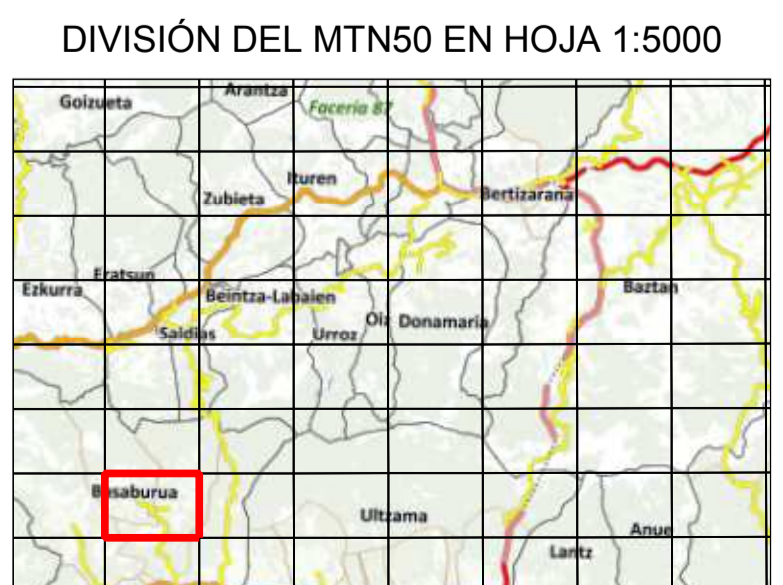 DIVISIÓN DEL MTN50 EN HOJA 1:5000
Arantza
Goizueta
Facería 87
Ituren
Zubieta
Bertizarana
Eratsun
Ezkurra
Beintza-Labaien
Baztan
Saldias
Urroz
Oiz
Donamaria
Basaburua
Ultzama
Anue
Lantz